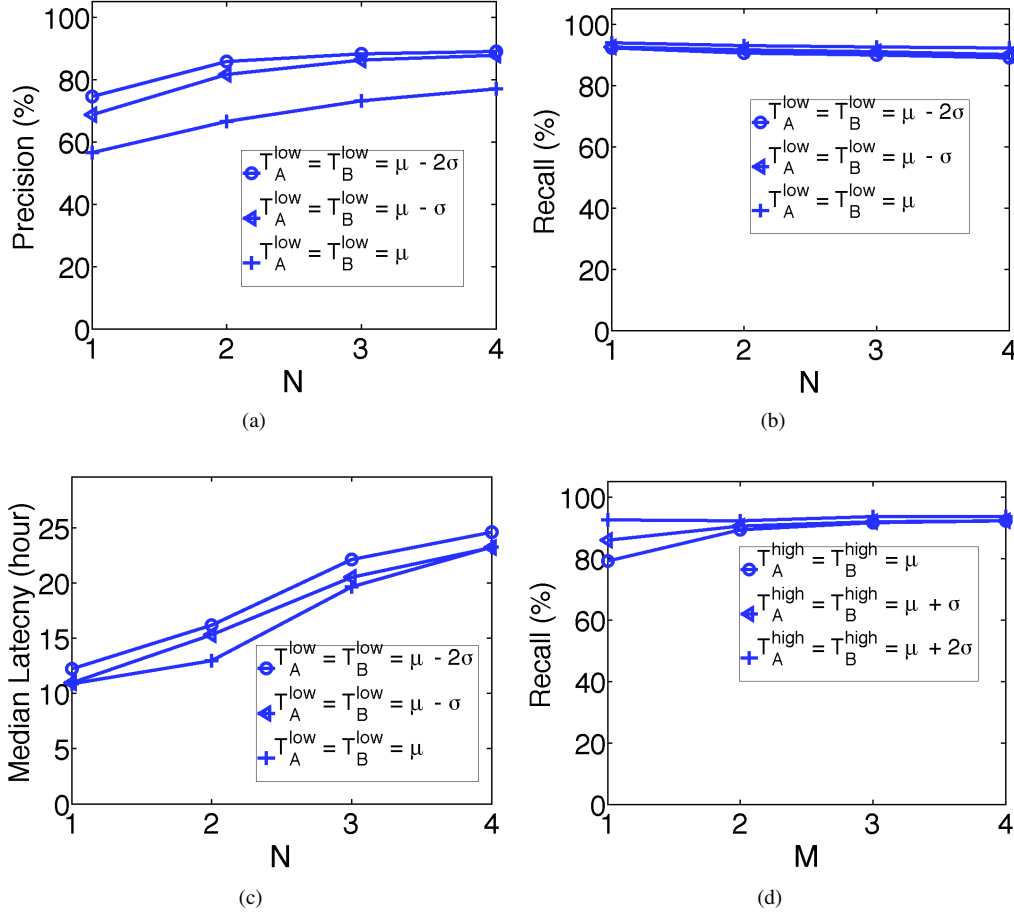 100
80
60
40
20
0
Precision (%)
T_A^low = T_B^low = μ - 2σ
T_A^low = T_B^low = μ - σ
T_A^low = T_B^low = μ
1 2 3 4
N
(a)
100
80
60
40
20
0
Recall (%)
T_A^low = T_B^low = μ - 2σ
T_A^low = T_B^low = μ - σ
T_A^low = T_B^low = μ
1 2 3 4
N
(b)
25
20
15
10
5
0
Median Latecny (hour)
T_A^low = T_B^low = μ - 2σ
T_A^low = T_B^low = μ - σ
T_A^low = T_B^low = μ
1 2 3 4
N
(c)
100
80
60
40
20
0
Recall (%)
T_A^high = T_B^high = μ
T_A^high = T_B^high = μ + σ
T_A^high = T_B^high = μ + 2σ
1 2 3 4
M
(d)